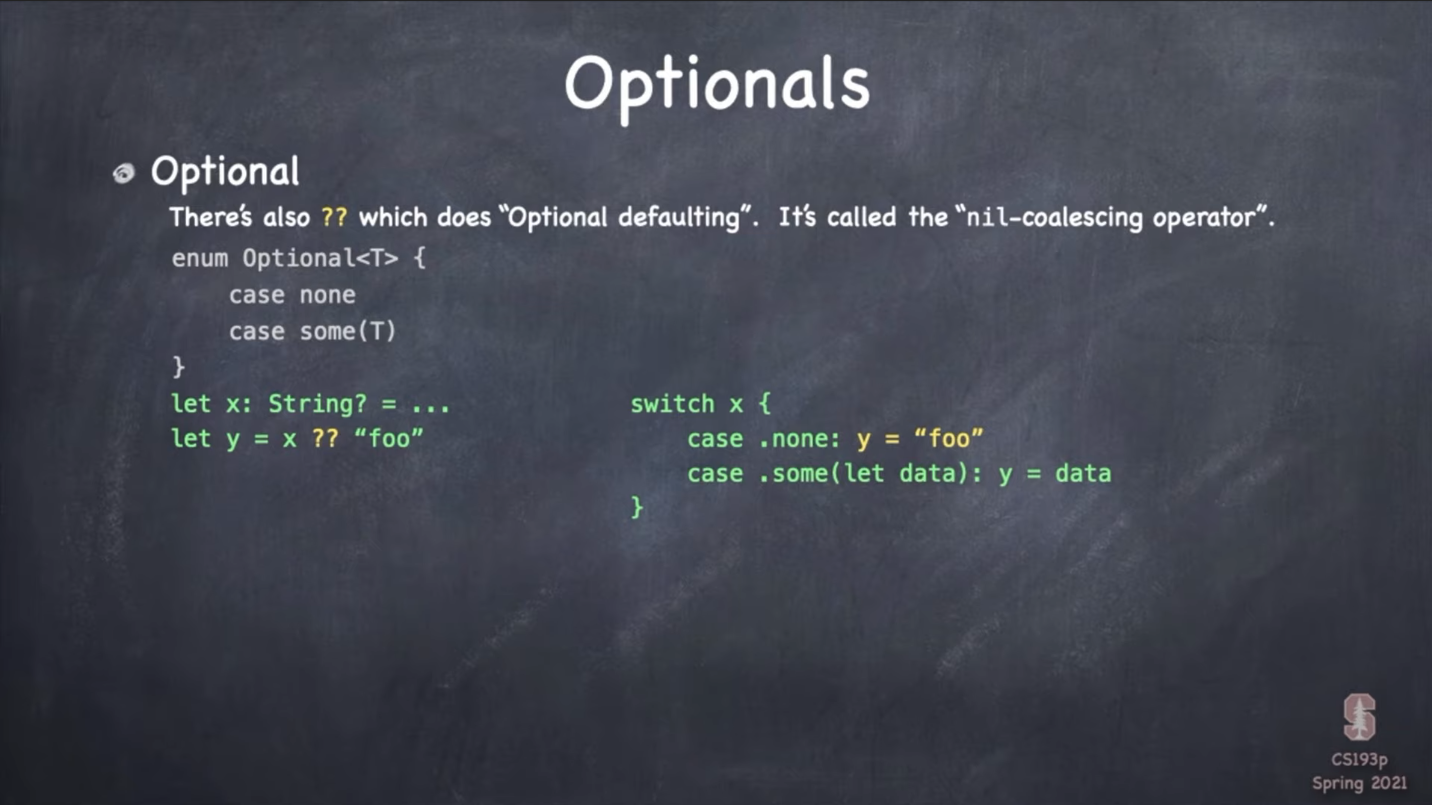 Optionals
Optional
There's also ?? which does “Optional defaulting”. It's called the “nil-coalescing operator”.
enum Optional<T> {
    case none
    case some(T)
}
let x: String? = ...
let y = x ?? “foo”
switch x {
    case .none: y = “foo”
    case .some(let data): y = data
}
S
CS193p
Spring 2021